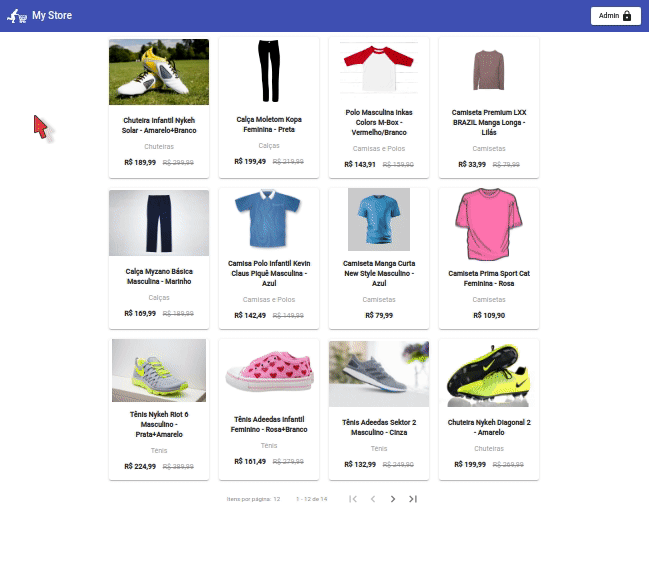 My Store
Admin
Chuteira Infantil Nykeh
Solar - Amarelo+Branco
Chuteiras
R$ 189,99 R$ 299,99
Calça Moletom Kopa
Feminina - Preta
Calças
R$ 199,49 R$ 219,99
Polo Masculina Inkas
Colors M-Box -
Vermelho/Branco
Camisas e Polos
R$ 143,91 R$ 159,90
Camiseta Premium LXX
BRAZIL Manga Longa -
Lilás
Camisetas
R$ 33,99 R$ 79,99
Calça Myzano Básica
Masculina - Marinho
Calças
R$ 169,99 R$ 189,99
Camisa Polo Infantil Kevin
Claus Piquê Masculina -
Azul
Camisas e Polos
R$ 142,49 R$ 149,99
Camiseta Manga Curta
New Style Masculino -
Azul
Camisetas
R$ 79,99
Camiseta Prima Sport Cat
Feminina - Rosa
Camisetas
R$ 109,90
Tênis Nykeh Riot 6
Masculino -
Prata+Amarelo
Tênis
R$ 224,99 R$ 389,99
Tênis Adeedas Infantil
Feminino - Rosa+Branco
Tênis
R$ 161,49 R$ 279,99
Tênis Adeedas Sektor 2
Masculino - Cinza
Tênis
R$ 132,99 R$ 249,90
Chuteira Nykeh Diagonal 2
- Amarelo
Chuteiras
R$ 199,99 R$ 269,99
Itens por página: 12 1 - 12 de 14